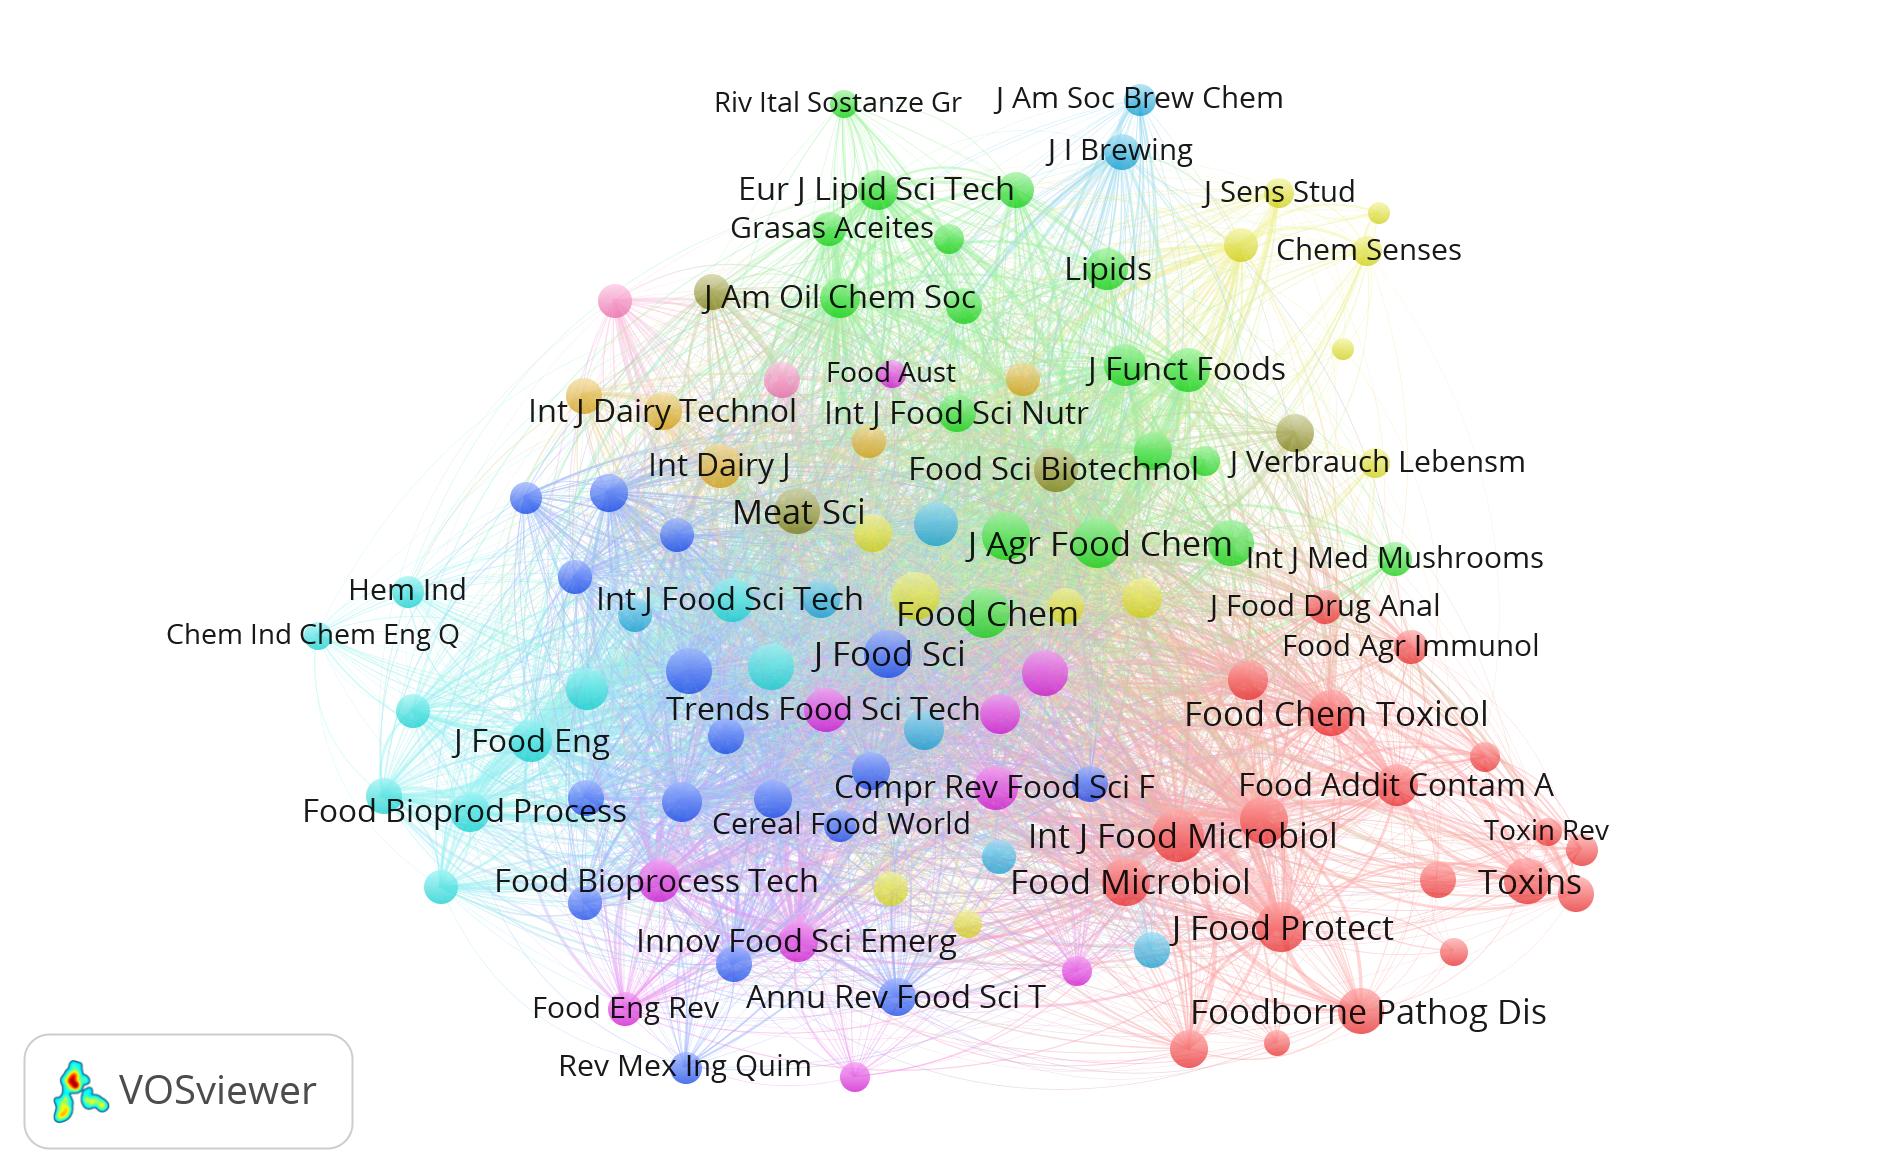 Riv Ital Sostanze Gr
J Am Soc Brew Chem
J I Brewing
Eur J Lipid Sci Tech
J Sens Stud
Grasas Aceites
Chem Senses
Lipids
J Am Oil Chem Soc
Food Aust
J Funct Foods
Int J Dairy Technol
Int J Food Sci Nutr
Int Dairy J
Food Sci Biotechnol
J Verbrauch Lebensm
Meat Sci
J Agr Food Chem
Int J Med Mushrooms
Hem Ind
Int J Food Sci Tech
Food Chem
J Food Drug Anal
Chem Ind Chem Eng Q
Food Agr Immunol
J Food Sci
Trends Food Sci Tech
Food Chem Toxicol
J Food Eng
Compr Rev Food Sci F
Food Addit Contam A
Food Bioprod Process
Cereal Food World
Int J Food Microbiol
Toxin Rev
Food Bioprocess Tech
Food Microbiol
Toxins
Innov Food Sci Emerg
J Food Protect
Food Eng Rev
Annu Rev Food Sci T
Foodborne Pathog Dis
Rev Mex Ing Quim
VOSviewer